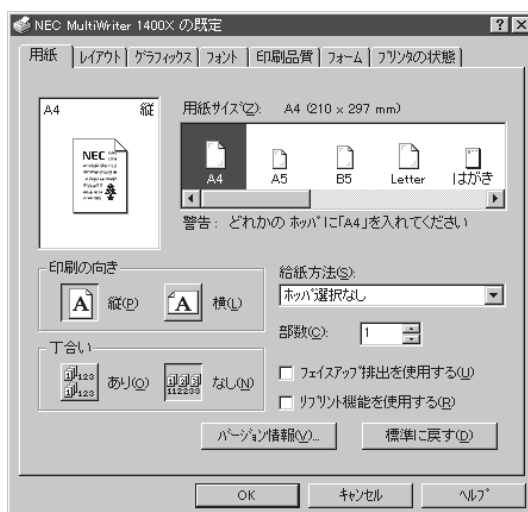 NEC MultiWriter 1400X の既定
用紙 レイアウト グラフィックス フォント 印刷品質 フォーム プリンタの状態
A4 縦
NEC
用紙サイズ(Z): A4 (210 × 297 mm)
A4 A5 B5 Letter はがき
警告: どれかの ホッパに「A4」を入れてください
印刷の向き
A 縦(P) A 横(L)
給紙方法(S):
ホッパ選択なし
部数(C): 1
丁合い
123 123 あり(O) 1 2 3 112233 なし(N)
フェイスアップ排出を使用する(U)
リプリント機能を使用する(R)
バージョン情報(V)... 標準に戻す(D)
OK キャンセル ヘルプ